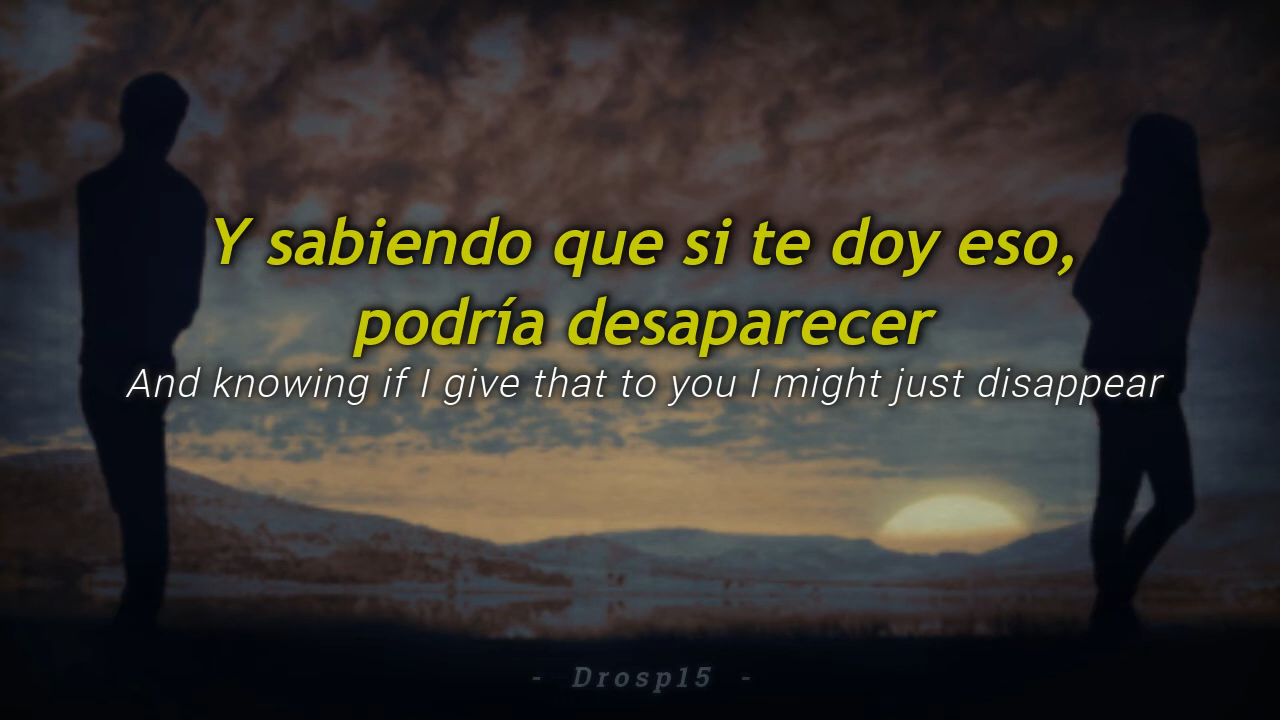 Y sabiendo que si te doy eso,
podría desaparecer
And knowing if I give that to you I might just disappear
- Drosp15 -